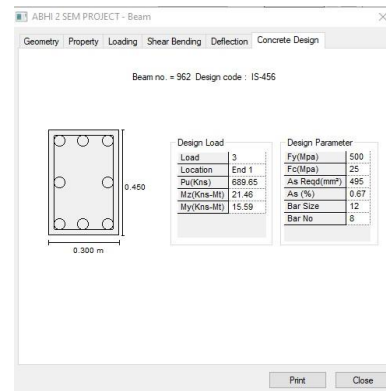 ABHI 2 SEM PROJECT - Beam
Geometry Property Loading Shear Bending Deflection Concrete Design
Beam no. = 962 Design code : IS-456
0.450
0.300 m
Design Load
Load 3
Location End 1
Pu(Kns) 689.65
Mz(Kns-Mt) 21.46
My(Kns-Mt) 15.59
Design Parameter
Fy(Mpa) 500
Fc(Mpa) 25
As Reqd(mm²) 495
As (%) 0.67
Bar Size 12
Bar No 8
Print Close